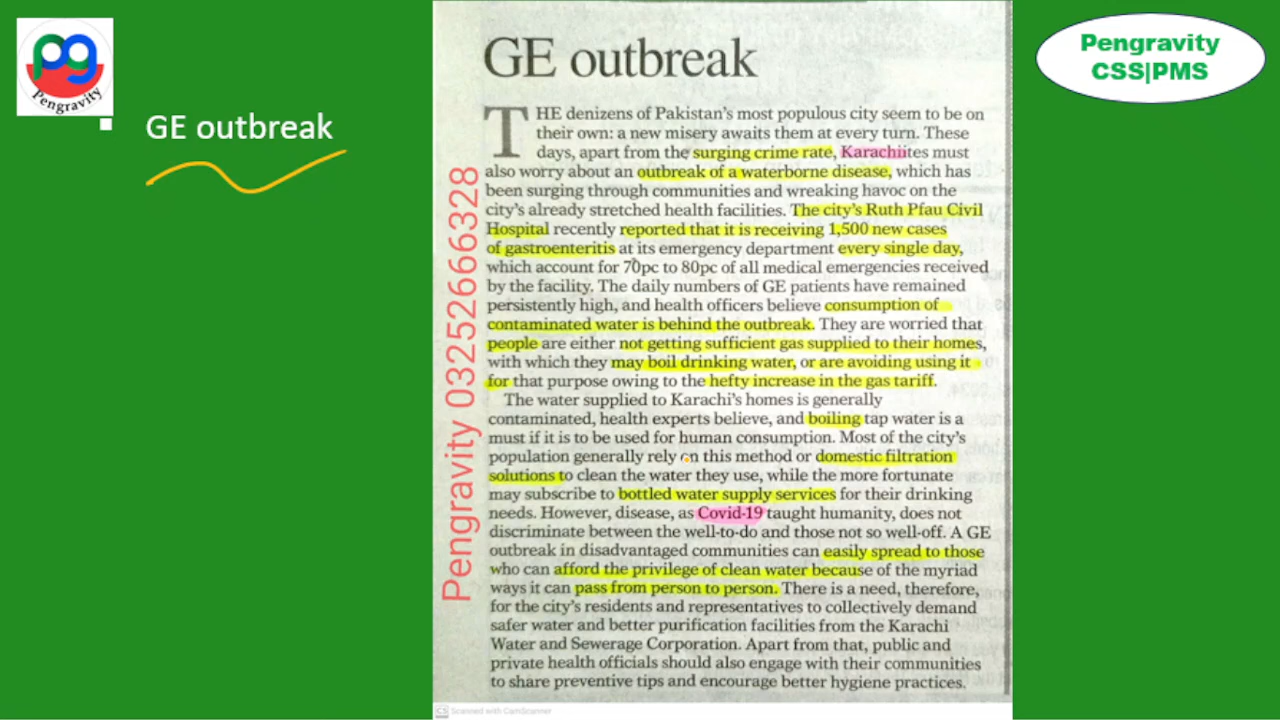 pg
Pengravity
GE outbreak
Pengravity 03252666328
Pengravity
CSS|PMS
GE outbreak
THE denizens of Pakistan's most populous city seem to be on
their own: a new misery awaits them at every turn. These
days, apart from the surging crime rate, Karachiites must
also worry about an outbreak of a waterborne disease, which has
been surging through communities and wreaking havoc on the
city's already stretched health facilities. The city's Ruth Pfau Civil
Hospital recently reported that it is receiving 1,500 new cases
of gastroenteritis at its emergency department every single day,
which account for 70pc to 80pc of all medical emergencies received
by the facility. The daily numbers of GE patients have remained
persistently high, and health officers believe consumption of
contaminated water is behind the outbreak. They are worried that
people are either not getting sufficient gas supplied to their homes,
with which they may boil drinking water, or are avoiding using it
for that purpose owing to the hefty increase in the gas tariff.
The water supplied to Karachi's homes is generally
contaminated, health experts believe, and boiling tap water is a
must if it is to be used for human consumption. Most of the city's
population generally rely on this method or domestic filtration
solutions to clean the water they use, while the more fortunate
may subscribe to bottled water supply services for their drinking
needs. However, disease, as Covid-19 taught humanity, does not
discriminate between the well-to-do and those not so well-off. A GE
outbreak in disadvantaged communities can easily spread to those
who can afford the privilege of clean water because of the myriad
ways it can pass from person to person. There is a need, therefore,
for the city's residents and representatives to collectively demand
safer water and better purification facilities from the Karachi
Water and Sewerage Corporation. Apart from that, public and
private health officials should also engage with their communities
to share preventive tips and encourage better hygiene practices.
CS Scanned with CamScanner